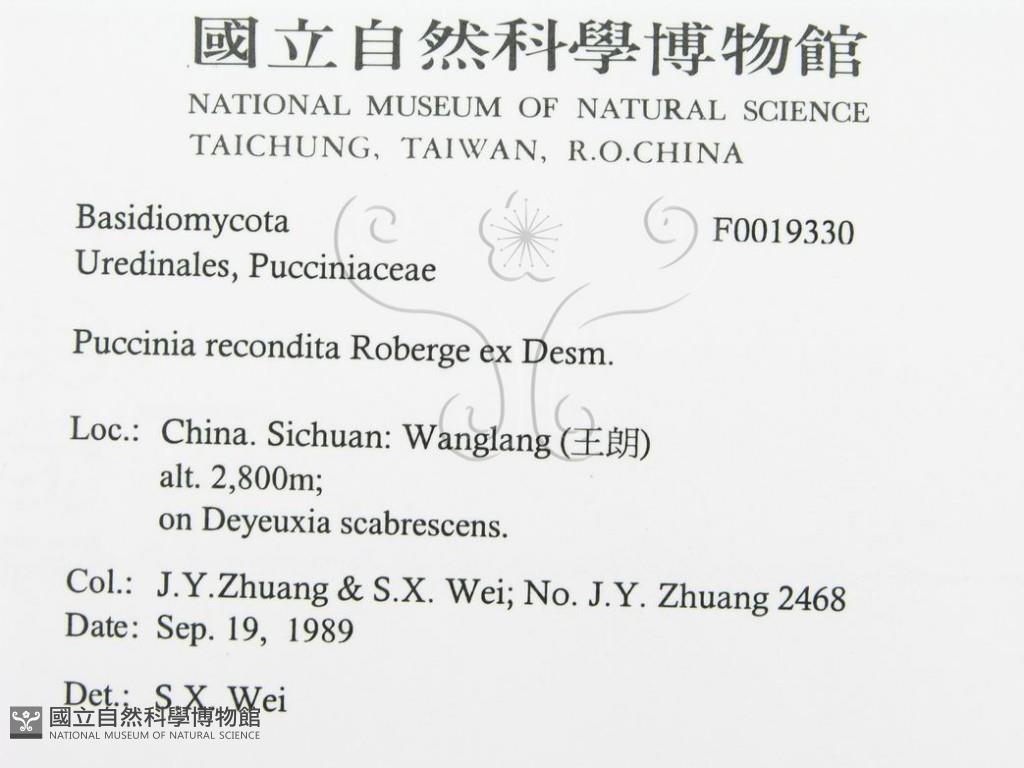 國立自然科學博物館
NATIONAL MUSEUM OF NATURAL SCIENCE
TAICHUNG, TAIWAN, R.O.CHINA
Basidiomycota F0019330
Uredinales, Pucciniaceae
Puccinia recondita Roberge ex Desm.
Loc.: China. Sichuan: Wanglang (王朗)
alt. 2,800m;
on Deyeuxia scabrescens.
Col.: J.Y.Zhuang & S.X. Wei; No. J.Y. Zhuang 2468
Date: Sep. 19, 1989
Det.: S.X. Wei
國立自然科學博物館
NATIONAL MUSEUM OF NATURAL SCIENCE